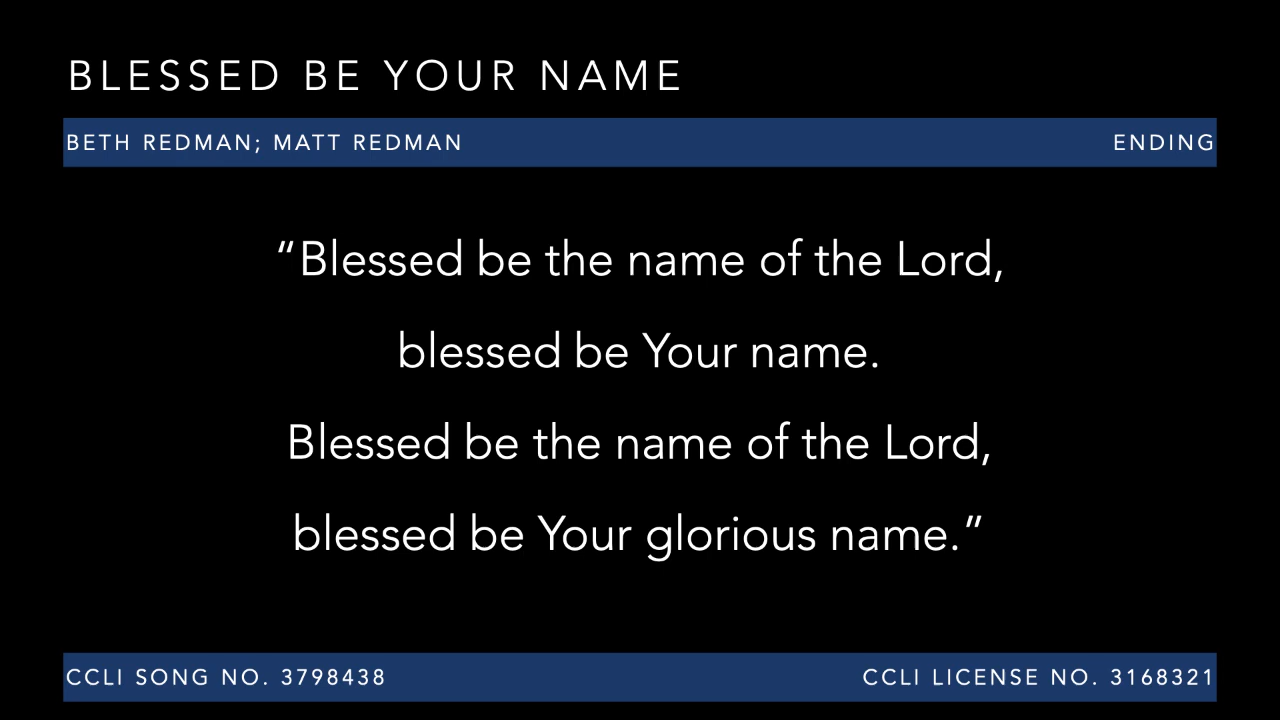 BLESSED BE YOUR NAME
BETH REDMAN; MATT REDMAN
ENDING
“Blessed be the name of the Lord,
blessed be Your name.
Blessed be the name of the Lord,
blessed be Your glorious name.”
CCLI SONG NO. 3798438
CCLI LICENSE NO. 3168321